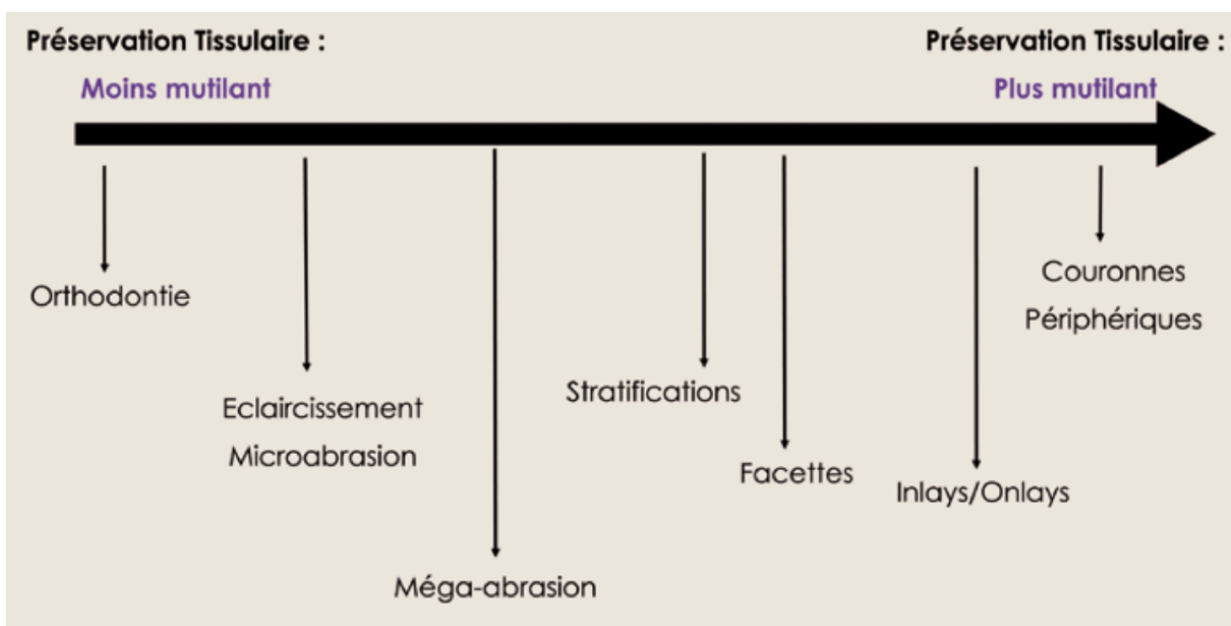 Préservation Tissulaire :
Préservation Tissulaire :
Moins mutilant
Plus mutilant
Orthodontie
Couronnes
Périphériques
Eclaircissement
Microabrasion
Stratifications
Facettes
Inlays/Onlays
Méga-abrasion